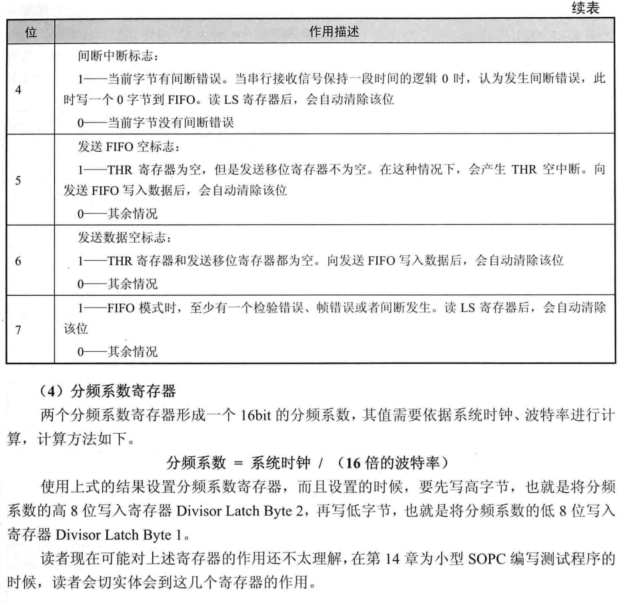 续表
位 作用描述
间断中断标志：
1——当前字节有间断错误。当串行接收信号保持一段时间的逻辑 0 时，认为发生间断错误，此
4
时写一个 0 字节到 FIFO。读 LS 寄存器后，会自动清除该位
0——当前字节没有间断错误
发送 FIFO 空标志：
1——THR 寄存器为空，但是发送移位寄存器不为空。在这种情况下，会产生 THR 空中断。向
5
发送 FIFO 写入数据后，会自动清除该位
0——其余情况
发送数据空标志：
6 1——THR 寄存器和发送移位寄存器都为空。向发送 FIFO 写入数据后，会自动清除该位
0——其余情况
1——FIFO 模式时，至少有一个检验错误、帧错误或者间断发生。读 LS 寄存器后，会自动清除
7 该位
0——其余情况
（4）分频系数寄存器
两个分频系数寄存器形成一个 16bit 的分频系数，其值需要依据系统时钟、波特率进行计
算，计算方法如下。
分频系数 = 系统时钟 / （16 倍的波特率）
使用上式的结果设置分频系数寄存器，而且设置的时候，要先写高字节，也就是将分频
系数的高 8 位写入寄存器 Divisor Latch Byte 2，再写低字节，也就是将分频系数的低 8 位写入
寄存器 Divisor Latch Byte 1。
读者现在可能对上述寄存器的作用还不太理解，在第 14 章为小型 SOPC 编写测试程序的
时候，读者会切实体会到这几个寄存器的作用。